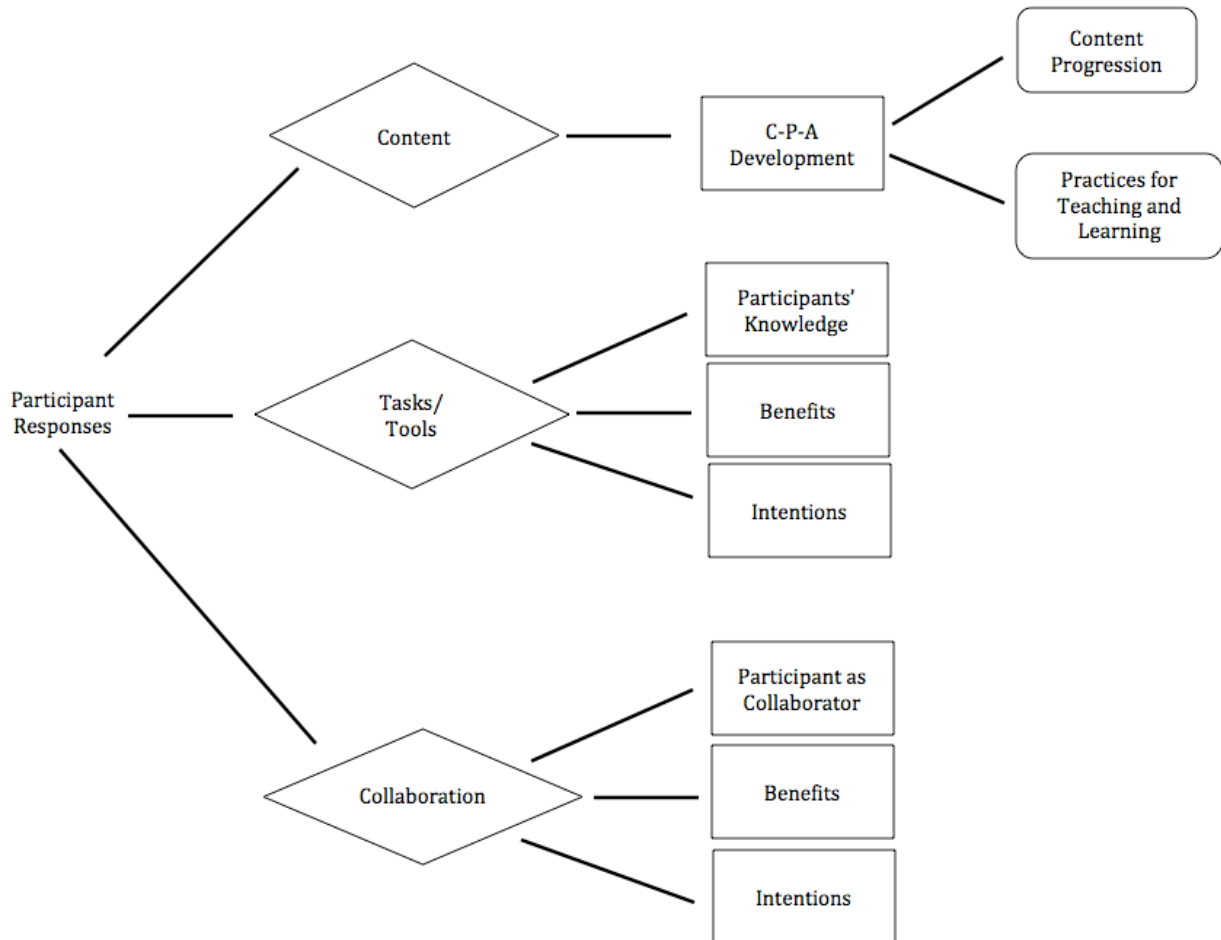 Content
Progression
Content
C-P-A
Development
Practices for
Teaching and
Learning
Participants’
Knowledge
Participant
Responses
Tasks/
Tools
Benefits
Intentions
Participant as
Collaborator
Collaboration
Benefits
Intentions